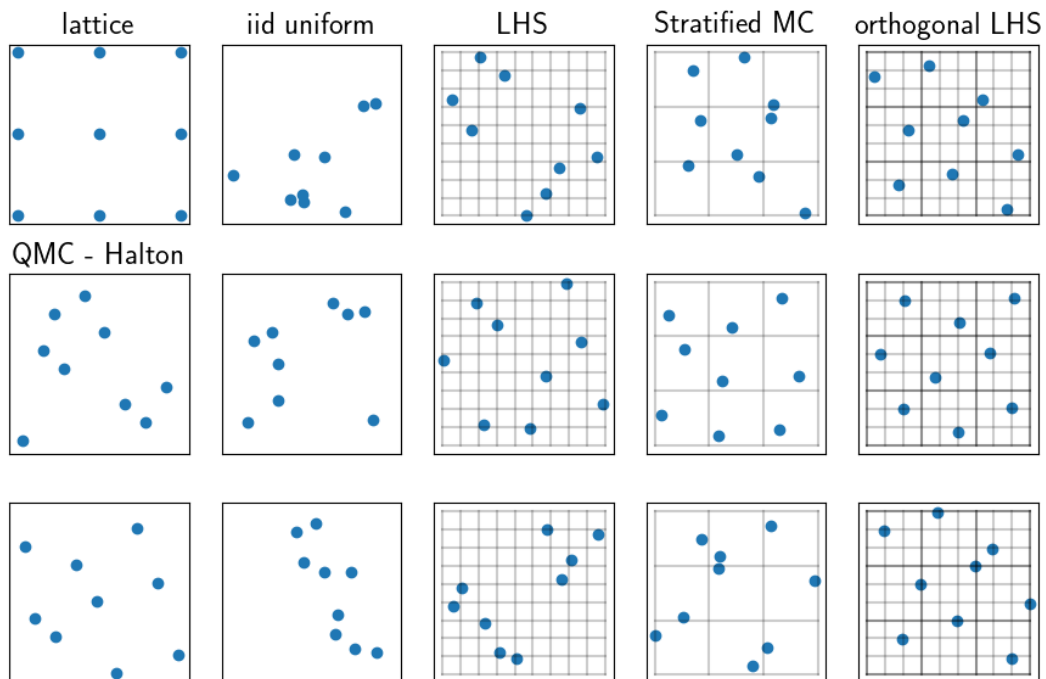 lattice
iid uniform
LHS
Stratified MC
orthogonal LHS
QMC - Halton